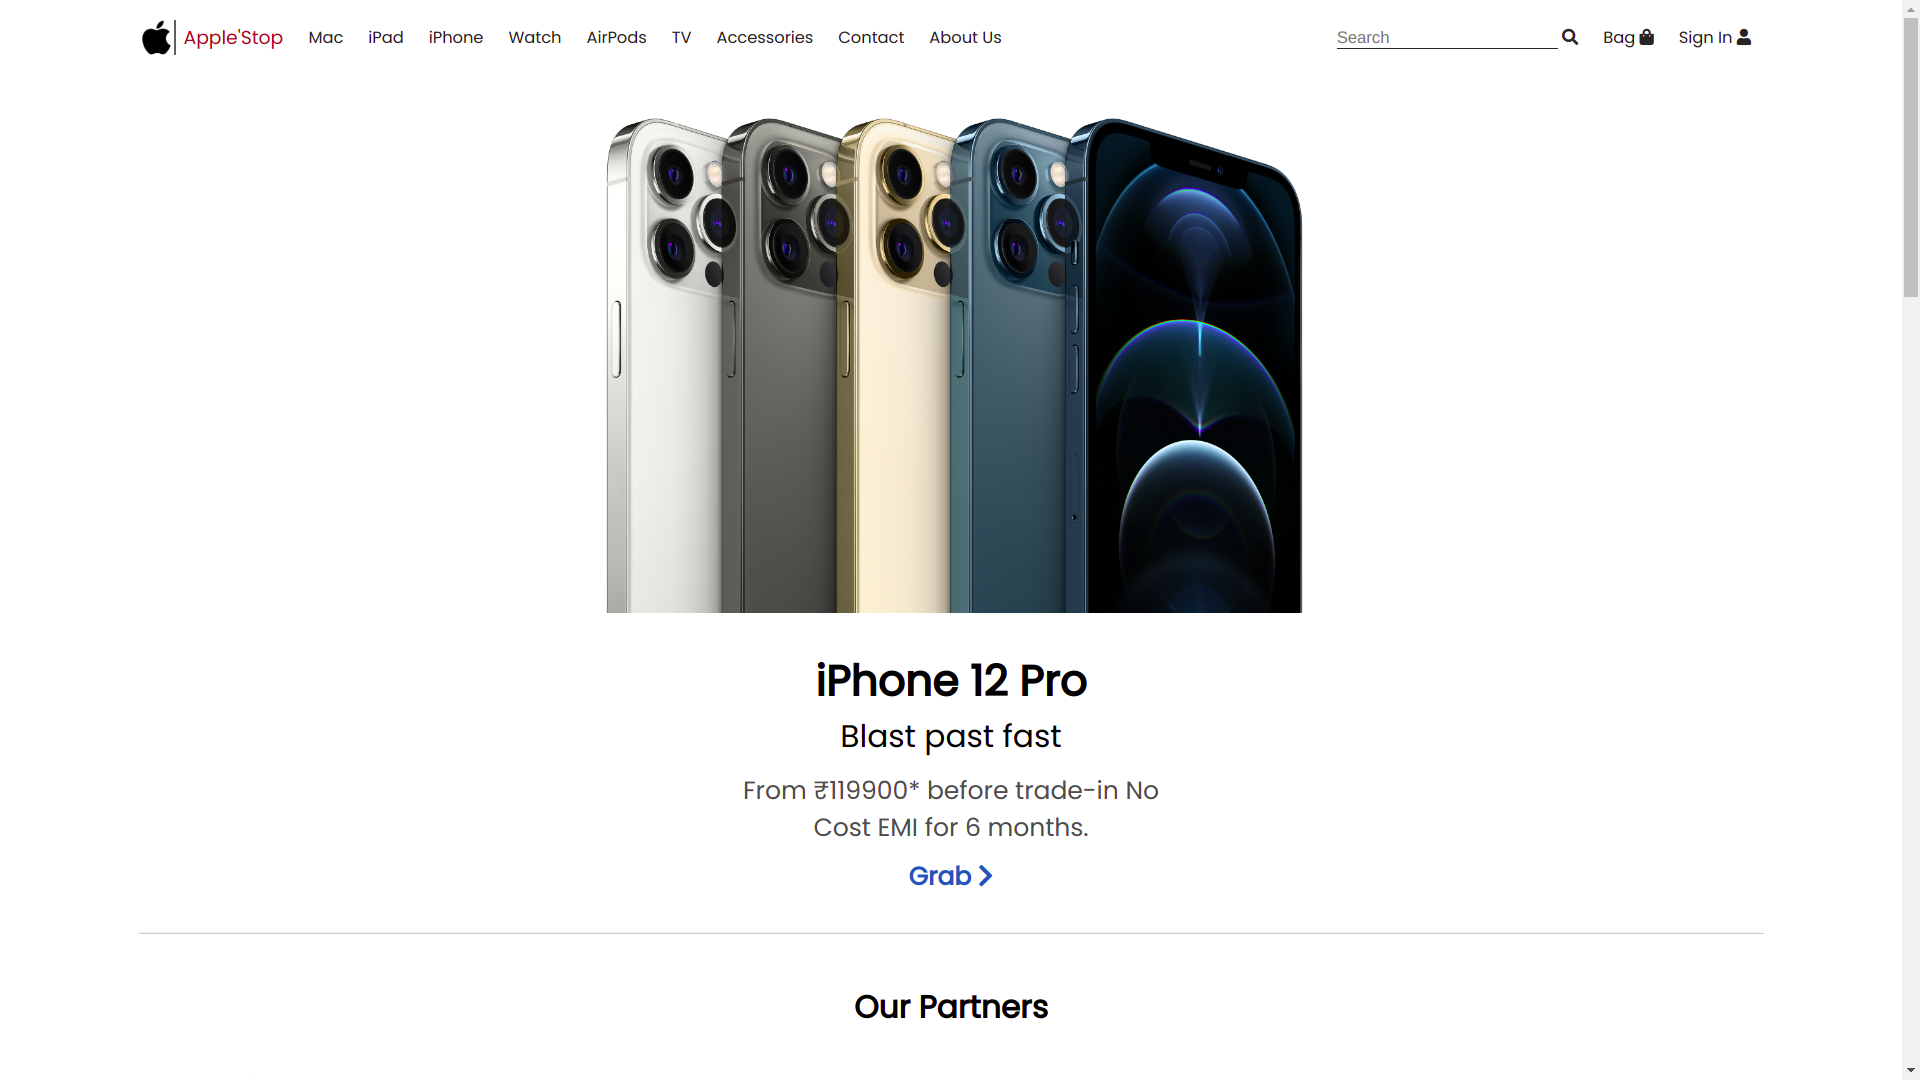 Apple'Stop Mac iPad iPhone Watch AirPods TV Accessories Contact About Us Search Bag Sign In
iPhone 12 Pro
Blast past fast
From ₹119900* before trade-in No
Cost EMI for 6 months.
Grab
Our Partners